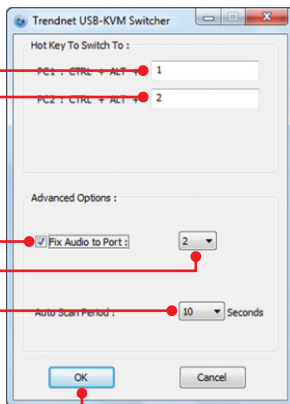 Trendnet USB-KVM Switcher
Hot Key To Switch To :
PC1 : CTRL + ALT + 1
PC2 : CTRL + ALT + 2
Advanced Options :
Fix Audio to Port : 2
Auto Scan Period : 10 Seconds
OK Cancel